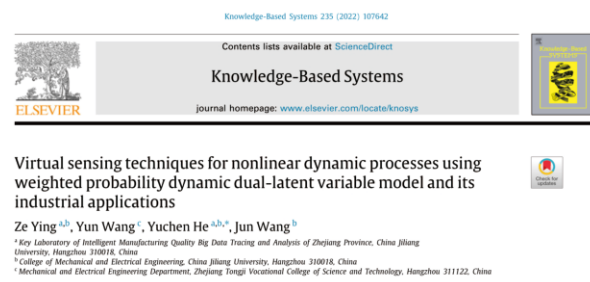 Knowledge-Based Systems 235 (2022) 107642
Contents lists available at ScienceDirect
Knowledge-Based Systems
journal homepage: www.elsevier.com/locate/knosys
ELSEVIER
Knowledge-Based
Virtual sensing techniques for nonlinear dynamic processes using
weighted probability dynamic dual-latent variable model and its
industrial applications
Check for
updates
Ze Ying a,b, Yun Wang c, Yuchen He a,b,*, Jun Wang b
a Key Laboratory of Intelligent Manufacturing Quality Big Data Tracing and Analysis of Zhejiang Province, China Jiliang
University, Hangzhou 310018, China
b College of Mechanical and Electrical Engineering, China Jiliang University, Hangzhou 310018, China
c Mechanical and Electrical Engineering Department, Zhejiang Tongji Vocational College of Science and Technology, Hangzhou 311122, China